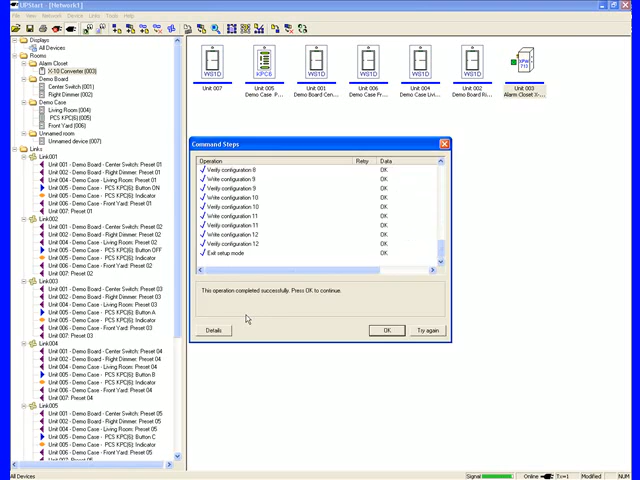 UPStart - [Network1]
File Edit Network Device Links Tools Help
Displays
All Devices
Rooms
Alarm Closet
X-10 Converter (003)
Demo Board
Center Switch (001)
Right Dimmer (002)
Demo Case
Living Room (004)
PCS KPC(6) (005)
Front Yard (006)
Unnamed room
Unnamed device (007)
Links
Link001
Unit 001 - Demo Board - Center Switch: Preset 01
Unit 002 - Demo Board - Right Dimmer: Preset 01
Unit 004 - Demo Case - Living Room: Preset 01
Unit 005 - Demo Case - PCS KPC(6): Button ON
Unit 005 - Demo Case - PCS KPC(6): Indicator
Unit 006 - Demo Case - Front Yard: Preset 01
Unit 007: Preset 01
Link002
Unit 001 - Demo Board - Center Switch: Preset 02
Unit 002 - Demo Board - Right Dimmer: Preset 02
Unit 004 - Demo Case - Living Room: Preset 02
Unit 005 - Demo Case - PCS KPC(6): Button OFF
Unit 005 - Demo Case - PCS KPC(6): Indicator
Unit 006 - Demo Case - Front Yard: Preset 02
Unit 007: Preset 02
Link003
Unit 001 - Demo Board - Center Switch: Preset 03
Unit 002 - Demo Board - Right Dimmer: Preset 03
Unit 004 - Demo Case - Living Room: Preset 03
Unit 005 - Demo Case - PCS KPC(6): Button A
Unit 005 - Demo Case - PCS KPC(6): Indicator
Unit 006 - Demo Case - Front Yard: Preset 03
Unit 007: Preset 03
Link004
Unit 001 - Demo Board - Center Switch: Preset 04
Unit 002 - Demo Board - Right Dimmer: Preset 04
Unit 004 - Demo Case - Living Room: Preset 04
Unit 005 - Demo Case - PCS KPC(6): Button B
Unit 005 - Demo Case - PCS KPC(6): Indicator
Unit 006 - Demo Case - Front Yard: Preset 04
Unit 007: Preset 04
Link005
Unit 001 - Demo Board - Center Switch: Preset 05
Unit 002 - Demo Board - Right Dimmer: Preset 05
Unit 004 - Demo Case - Living Room: Preset 05
Unit 005 - Demo Case - PCS KPC(6): Button C
Unit 005 - Demo Case - PCS KPC(6): Indicator
Unit 006 - Demo Case - Front Yard: Preset 05
WS1D KPC6 WS1D WS1D WS1D WS1D
Unit 007 Unit 005 Unit 001 Unit 006 Unit 004 Unit 002 Unit 003
Demo Case P... Demo Board Cen... Demo Case Fr... Demo Case Livi... Demo Board Ri... Alarm Closet X-...
Command Steps
Operation Retry Data
Verify configuration 8 OK
Write configuration 9 OK
Verify configuration 9 OK
Write configuration 10 OK
Verify configuration 10 OK
Write configuration 11 OK
Verify configuration 11 OK
Write configuration 12 OK
Verify configuration 12 OK
Exit setup mode OK
This operation completed successfully. Press OK to continue.
Details OK Try again
All Devices Signal Online Tx=1 Modified NUM